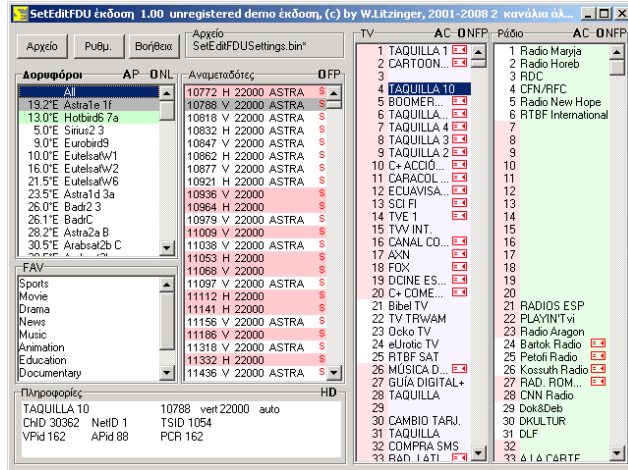 SetEditFDU έκδοση 1.00 unregistered demo έκδοση, (c) by W.Litzinger, 2001-2008 2 κανάλια άλ...
Αρχείο Ρυθμ. Βοήθεια
Αρχείο
SetEditFDUSettings.bin*
Δορυφόροι AP ONL
All
19.2°E Astra1e 1f
13.0°E Hotbird6 7a
5.0°E Sirius2 3
9.0°E Eurobird9
10.0°E EutelsatW1
16.0°E EutelsatW2
21.5°E EutelsatW6
23.5°E Astra1d 3a
26.0°E Badr2 3
26.1°E BadrC
28.2°E Astra2a B
30.5°E Arabsat2b C
FAV
Sports
Movie
Drama
News
Music
Animation
Education
Documentary
Αναμεταδότες OFP
10772 H 22000 ASTRA S
10788 V 22000 ASTRA S
10818 V 22000 ASTRA S
10832 H 22000 ASTRA S
10847 V 22000 ASTRA S
10862 H 22000 ASTRA S
10877 V 22000 ASTRA S
10921 H 22000 ASTRA S
10936 V 22000 S
10964 H 22000 S
10979 V 22000 ASTRA S
11009 V 22000 S
11038 V 22000 ASTRA S
11053 H 22000 S
11068 V 22000 S
11097 V 22000 ASTRA S
11112 H 22000 S
11141 H 22000 S
11156 V 22000 ASTRA S
11186 V 22000 S
11318 V 22000 ASTRA S
11332 H 22000 S
11436 V 22000 ASTRA S
Πληροφορίες HD-
TAQUILLA 10 10788 vert 22000 auto
ChID 30362 NetID 1 TSID 1054
VPid 162 APid 88 PCR 162
TV AC ONFP
1 TAQUILLA 1
2 CARTOON...
3
4 TAQUILLA 10
5 BOOMER...
6 TAQUILLA...
7 TAQUILLA 4
8 TAQUILLA 3
9 TAQUILLA 2
10 C+ ACCIÓ...
11 CARACOL ...
12 ECUAVISA...
13 SCI FI
14 TVE 1
15 TVV INT.
16 CANAL CO...
17 AXN
18 FOX
19 DCINE ES...
20 C+ COME...
21 Bibel TV
22 TV TRWAM
23 Ocko TV
24 eUrotic TV
25 RTBF SAT
26 MÚSICA D...
27 GUÍA DIGITAL+
28 TAQUILLA
29
30 CAMBIO TARJ.
31 TAQUILLA
32 COMPRA SMS
33 RAD. LATI...
Ράδιο AC ONFP
1 Radio Maryja
2 Radio Horeb
3 RDC
4 CFN/RFC
5 Radio New Hope
6 RTBF International
7
8
9
10
11
12
13
14
15
16
17
18
19
20
21 RADIOS ESP
22 PLAYIN'Tvi
23 Radio Aragon
24 Bartok Radio
25 Petofi Radio
26 Kossuth Radio
27 RAD. ROM...
28 CNN Radio
29 Dok&Deb
30 DKULTUR
31 DLF
32
33 A LA CARTE